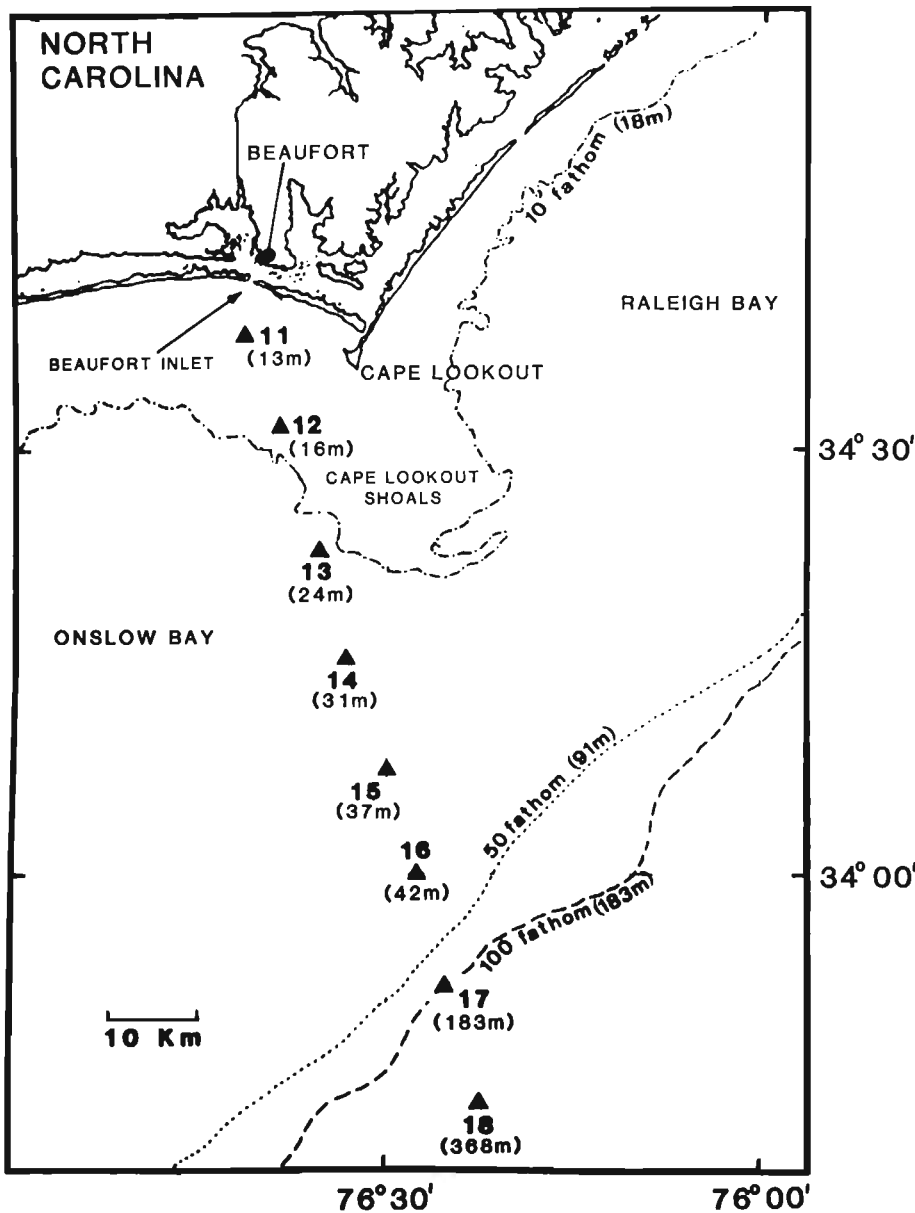 NORTH
CAROLINA
BEAUFORT
10 fathom (18m)
RALEIGH BAY
11
(13m)
BEAUFORT INLET
CAPE LOOKOUT
12
(16m)
34° 30'
CAPE LOOKOUT
SHOALS
13
(24m)
ONSLOW BAY
14
(31m)
50 fathom (91m)
15
(37m)
16
(42m)
34° 00'
100 fathom (183m)
17
(183m)
10 Km
18
(368m)
76° 30'
76° 00'